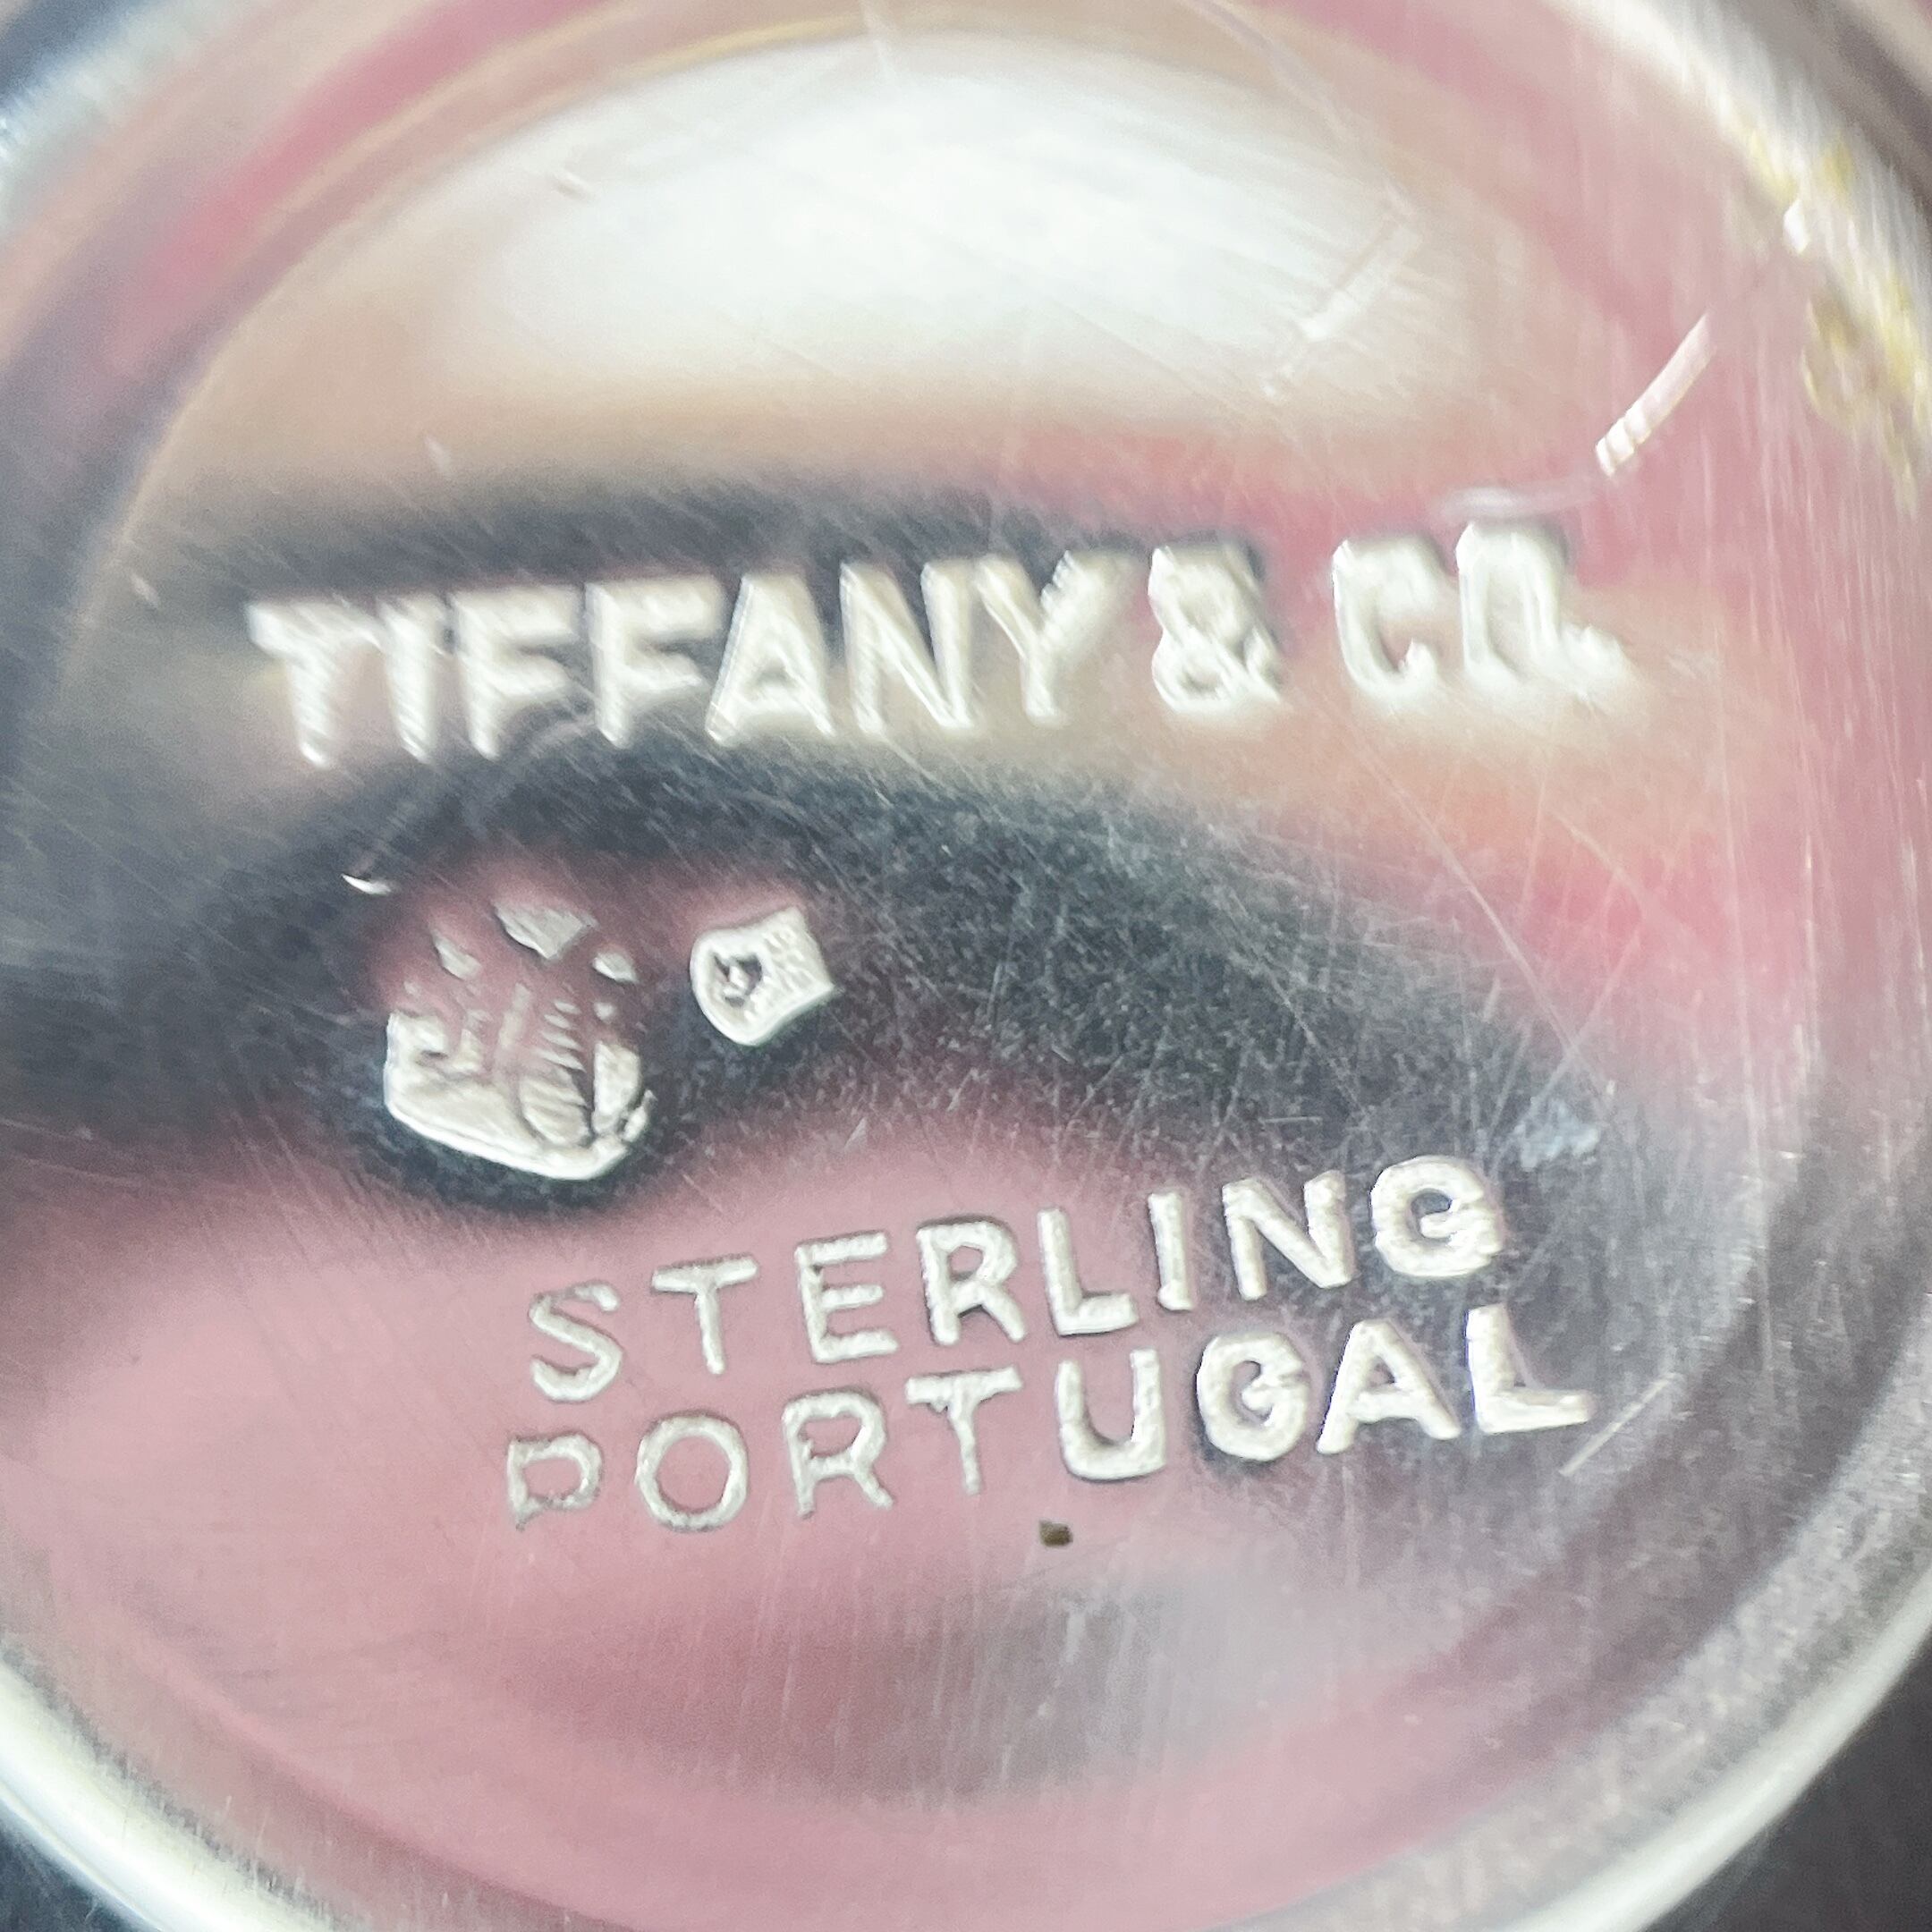 TIFFANY & CO.
STERLING
PORTUGAL